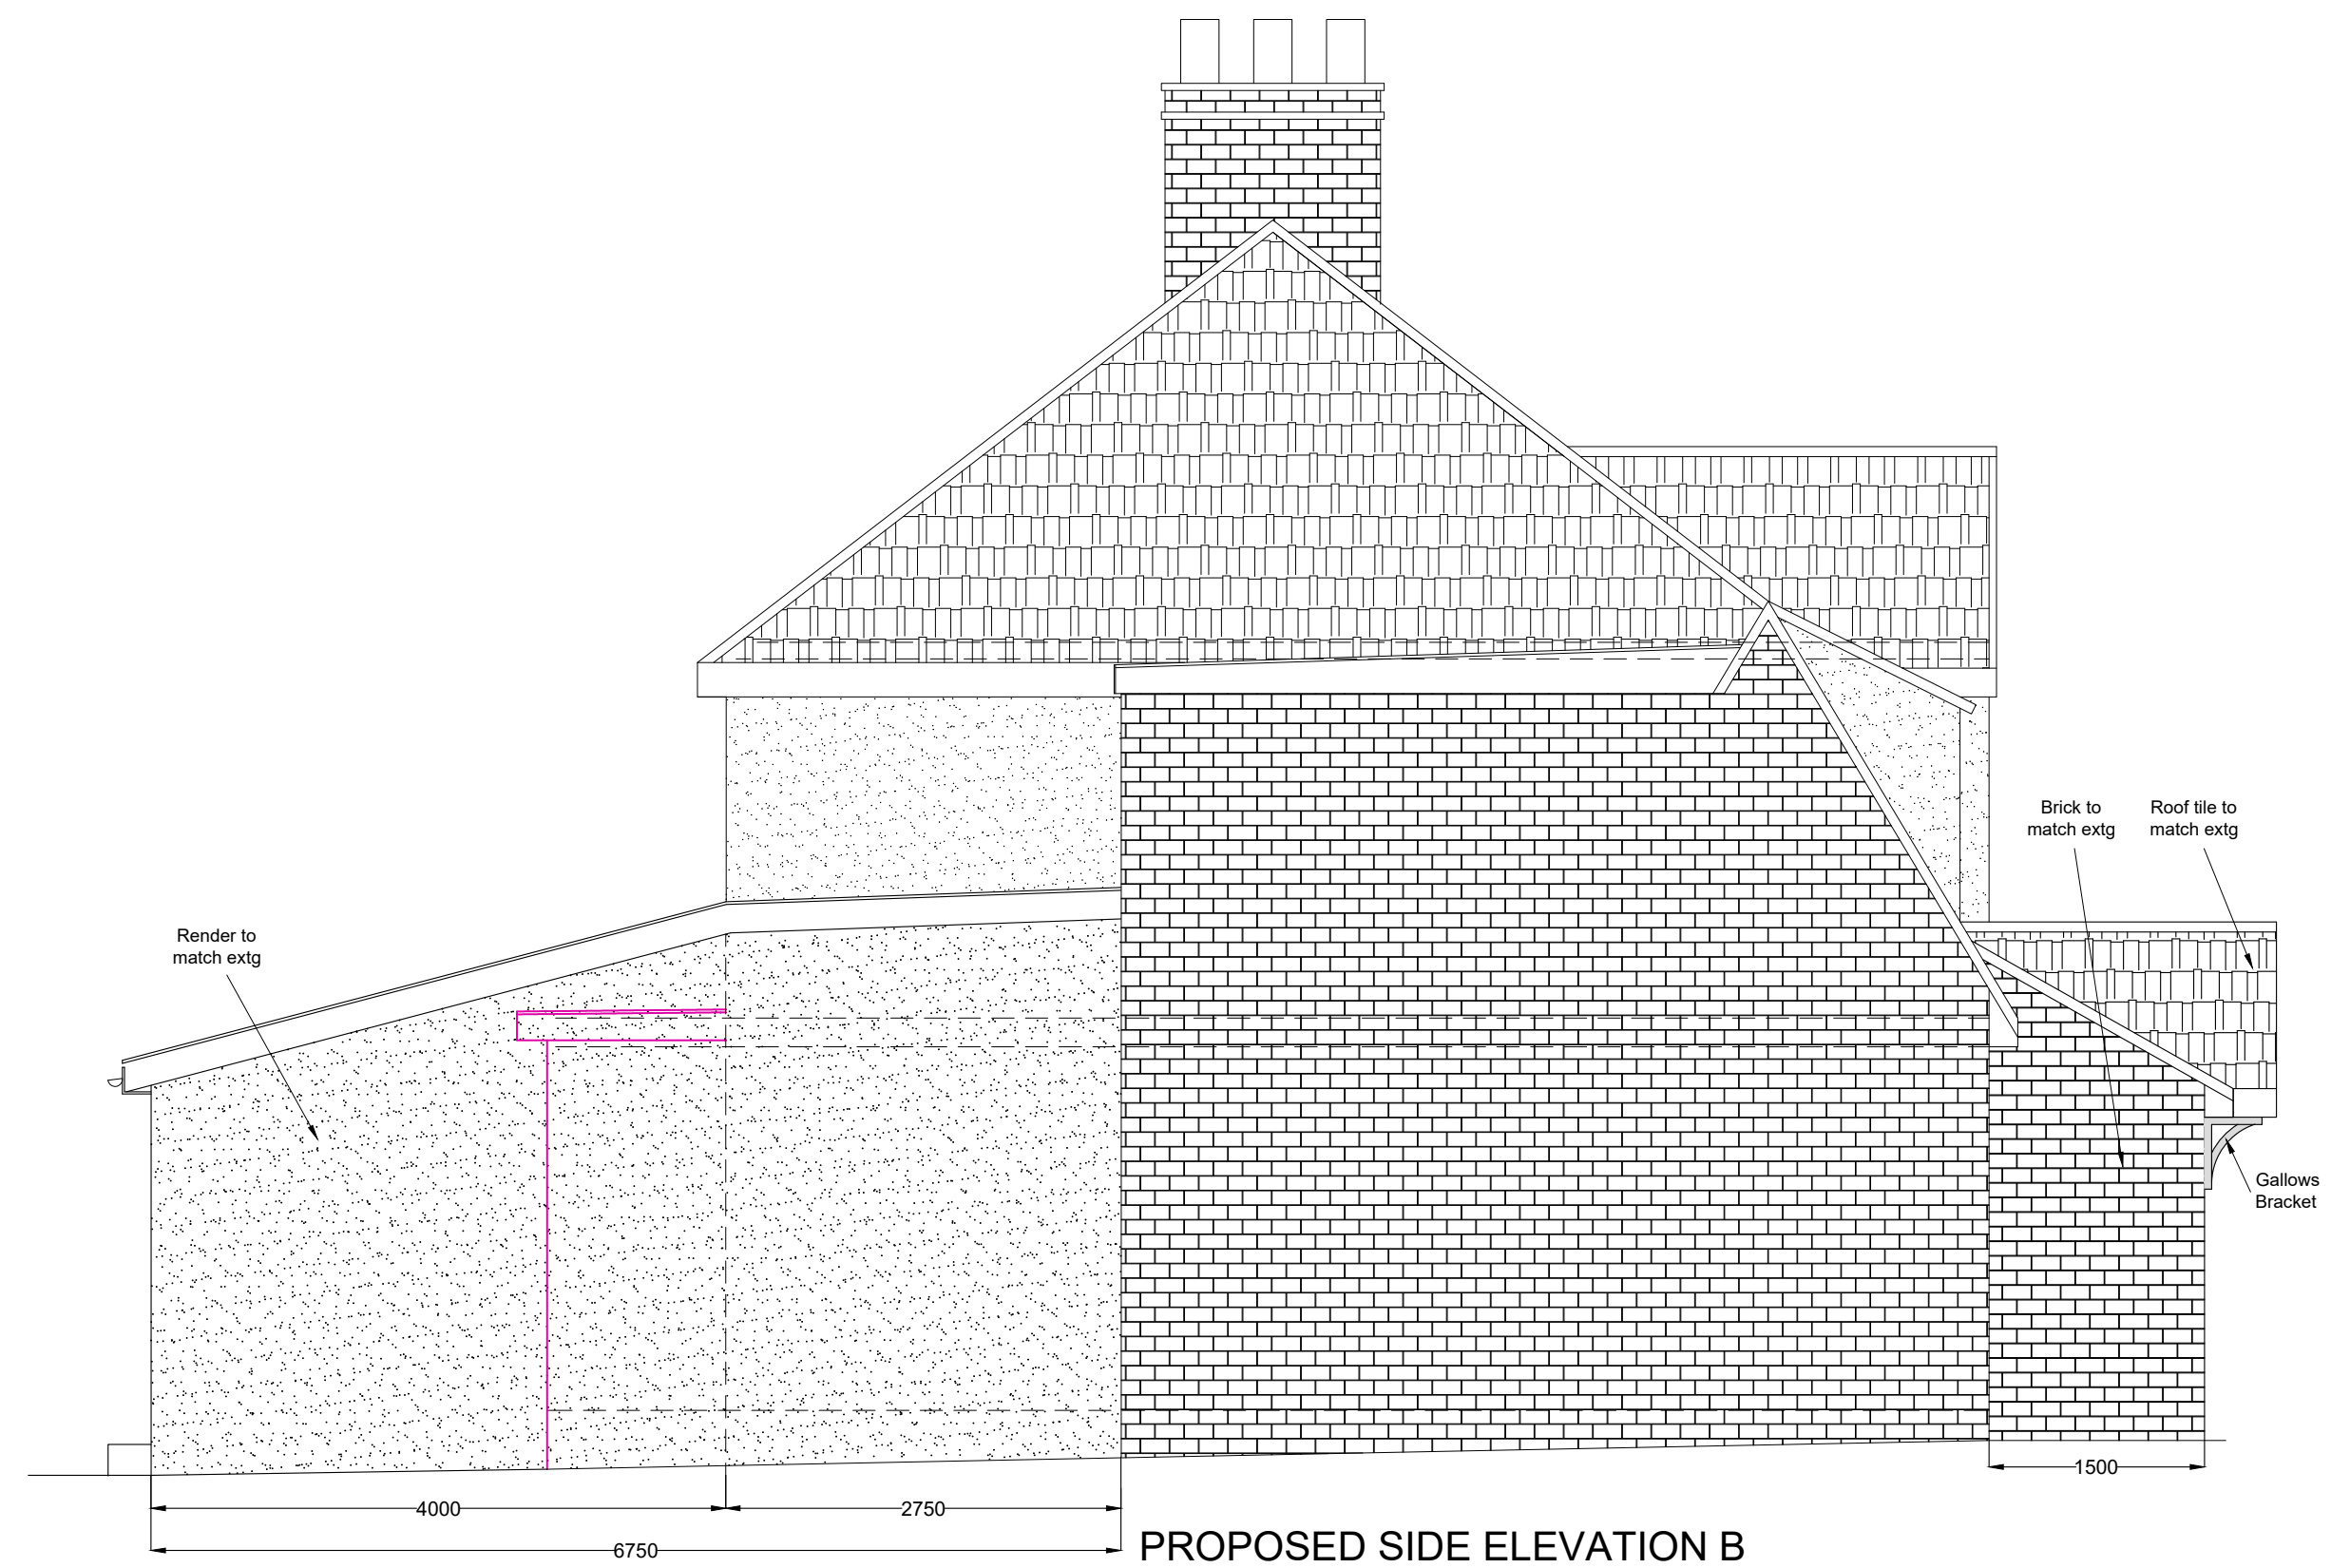 Brick to
match extg
Roof tile to
match extg
Render to
match extg
Gallows
Bracket
1500
4000
2750
6750
PROPOSED SIDE ELEVATION B